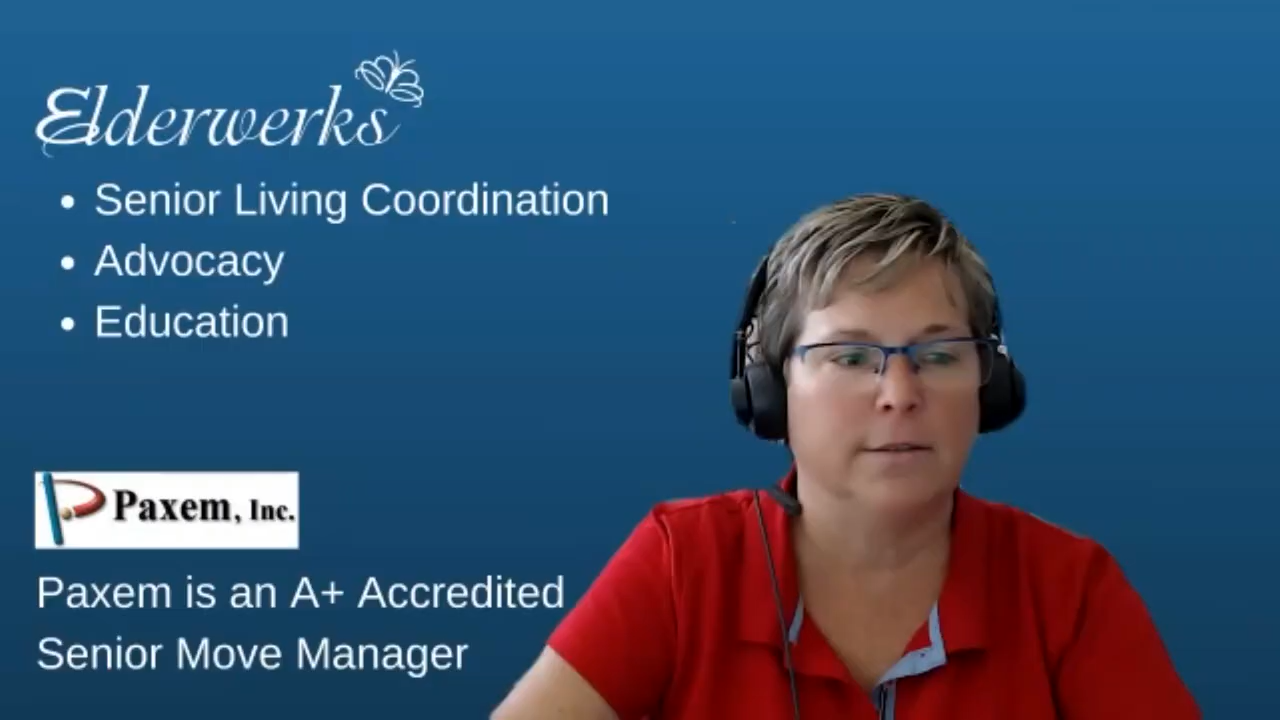 Elderwerks
• Senior Living Coordination
• Advocacy
• Education
Paxem, Inc.
Paxem is an A+ Accredited
Senior Move Manager